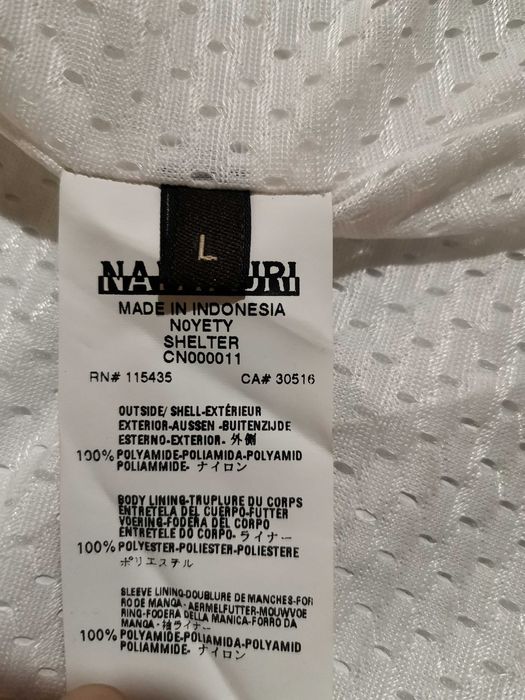 L
MADE IN INDONESIA
N0YETY
SHELTER
CN000011
RN# 115435 CA# 30516
OUTSIDE/ SHELL-EXTÉRIEUR
EXTERIOR-AUSSEN -BUITENZIJDE
ESTERNO-EXTERIOR- 外側
100% POLYAMIDE-POLIAMIDA-POLYAMID
POLIAMMIDE- ナイロン
BODY LINING-TRUPLURE DU CORPS
ENTRETELA DEL CUERPO-FUTTER
VOERING-FODERA DEL CORPO
ENTRETELE DO CORPO- ライナー
100% POLYESTER-POLIESTER-POLIESTERE
ポリエステル
SLEEVE LINING-DOUBLURE DE MANCHES-FOR
RO DE MANGA - AERMELFUTTER-MOUWVOE
RING-FODERA DELLA MANICA-FORRO DA
MANGA -袖ライナー
100% POLYAMIDE-POLIAMIDA-POLYAMID
POLIAMMIDE- ナイロン